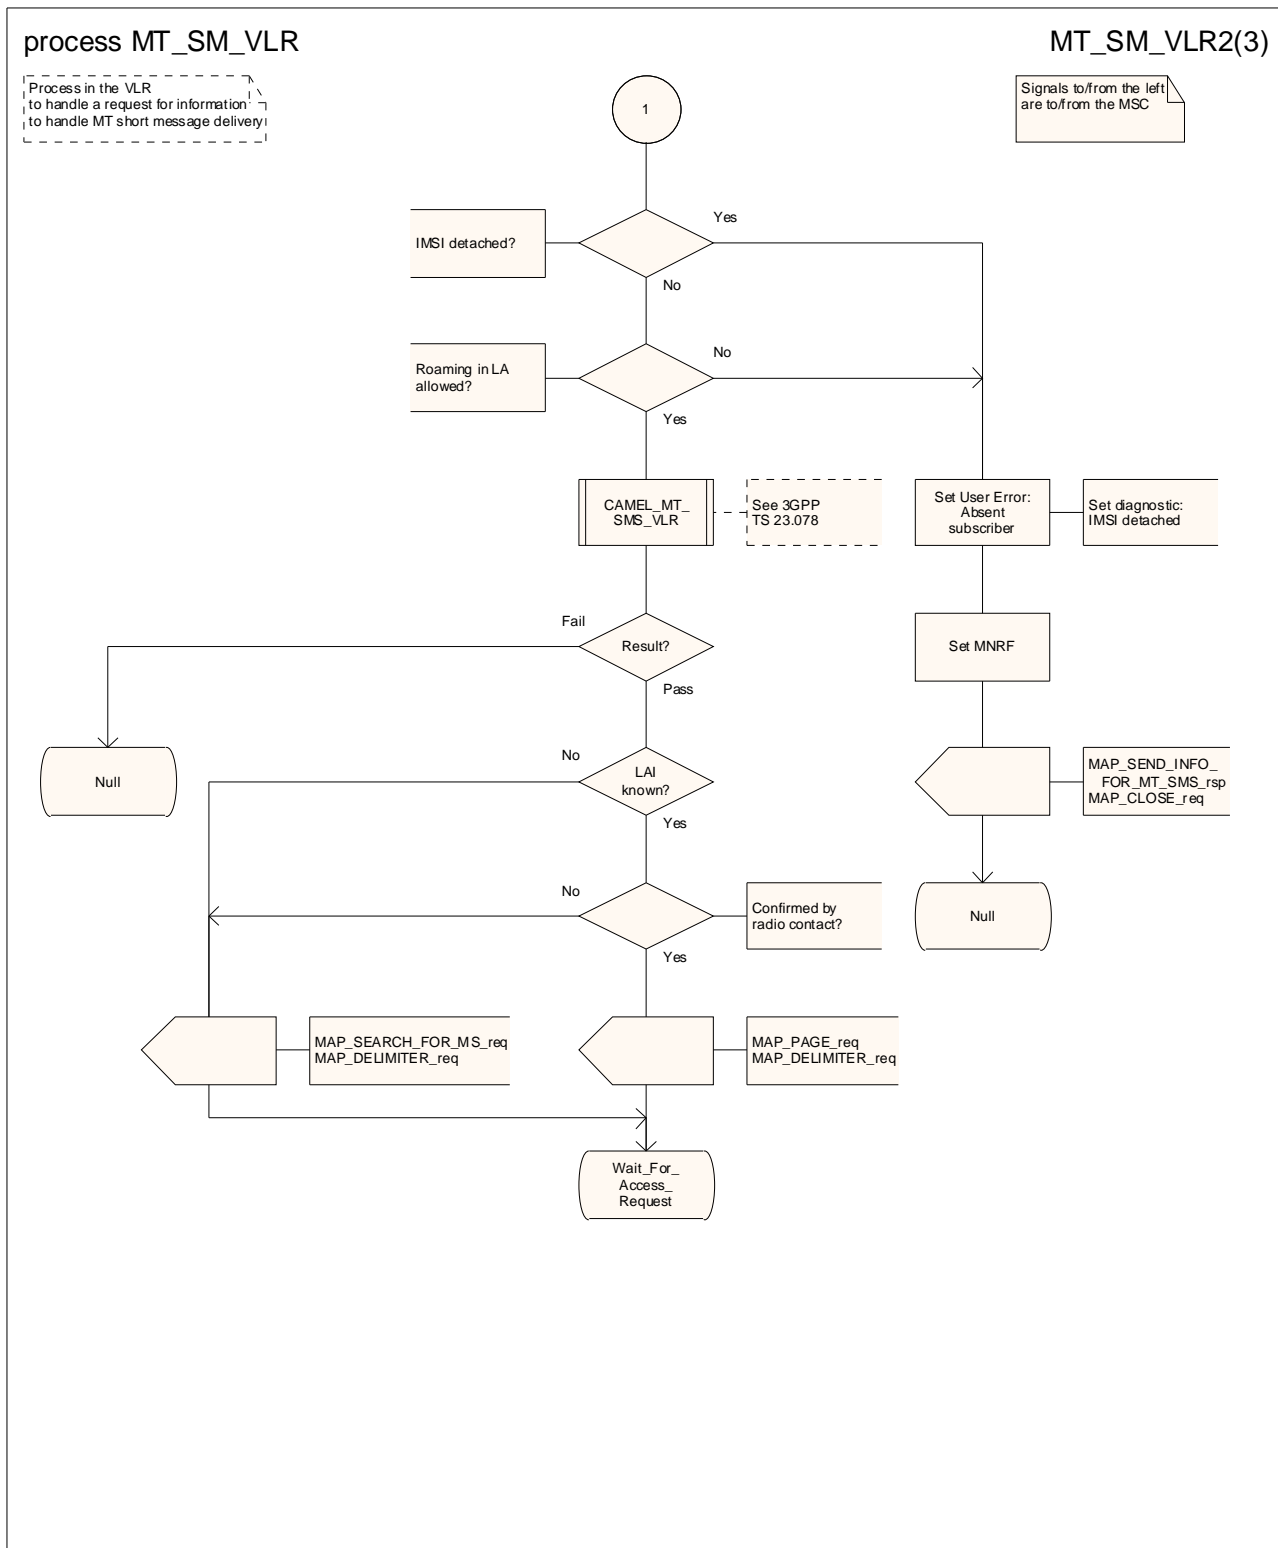 process MT_SM_VLR
MT_SM_VLR2(3)
Process in the VLR
to handle a request for information
to handle MT short message delivery
Signals to/from the left
are to/from the MSC
1
Yes
IMSI detached?
No
No
Roaming in LA
allowed?
Yes
CAMEL_MT_
SMS_VLR
See 3GPP
TS 23.078
Set User Error:
Absent
subscriber
Set diagnostic:
IMSI detached
Fail
Result?
Set MNRF
Pass
No
Null
LAI
known?
MAP_SEND_INFO_
FOR_MT_SMS_rsp
MAP_CLOSE_req
Yes
No
Confirmed by
radio contact?
Null
Yes
MAP_SEARCH_FOR_MS_req
MAP_DELIMITER_req
MAP_PAGE_req
MAP_DELIMITER_req
Wait_For_
Access_
Request